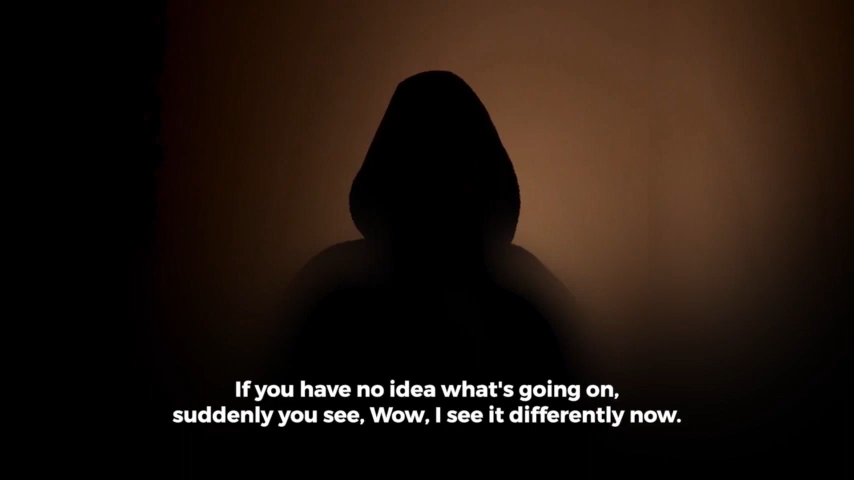 If you have no idea what's going on,
suddenly you see, Wow, I see it differently now.